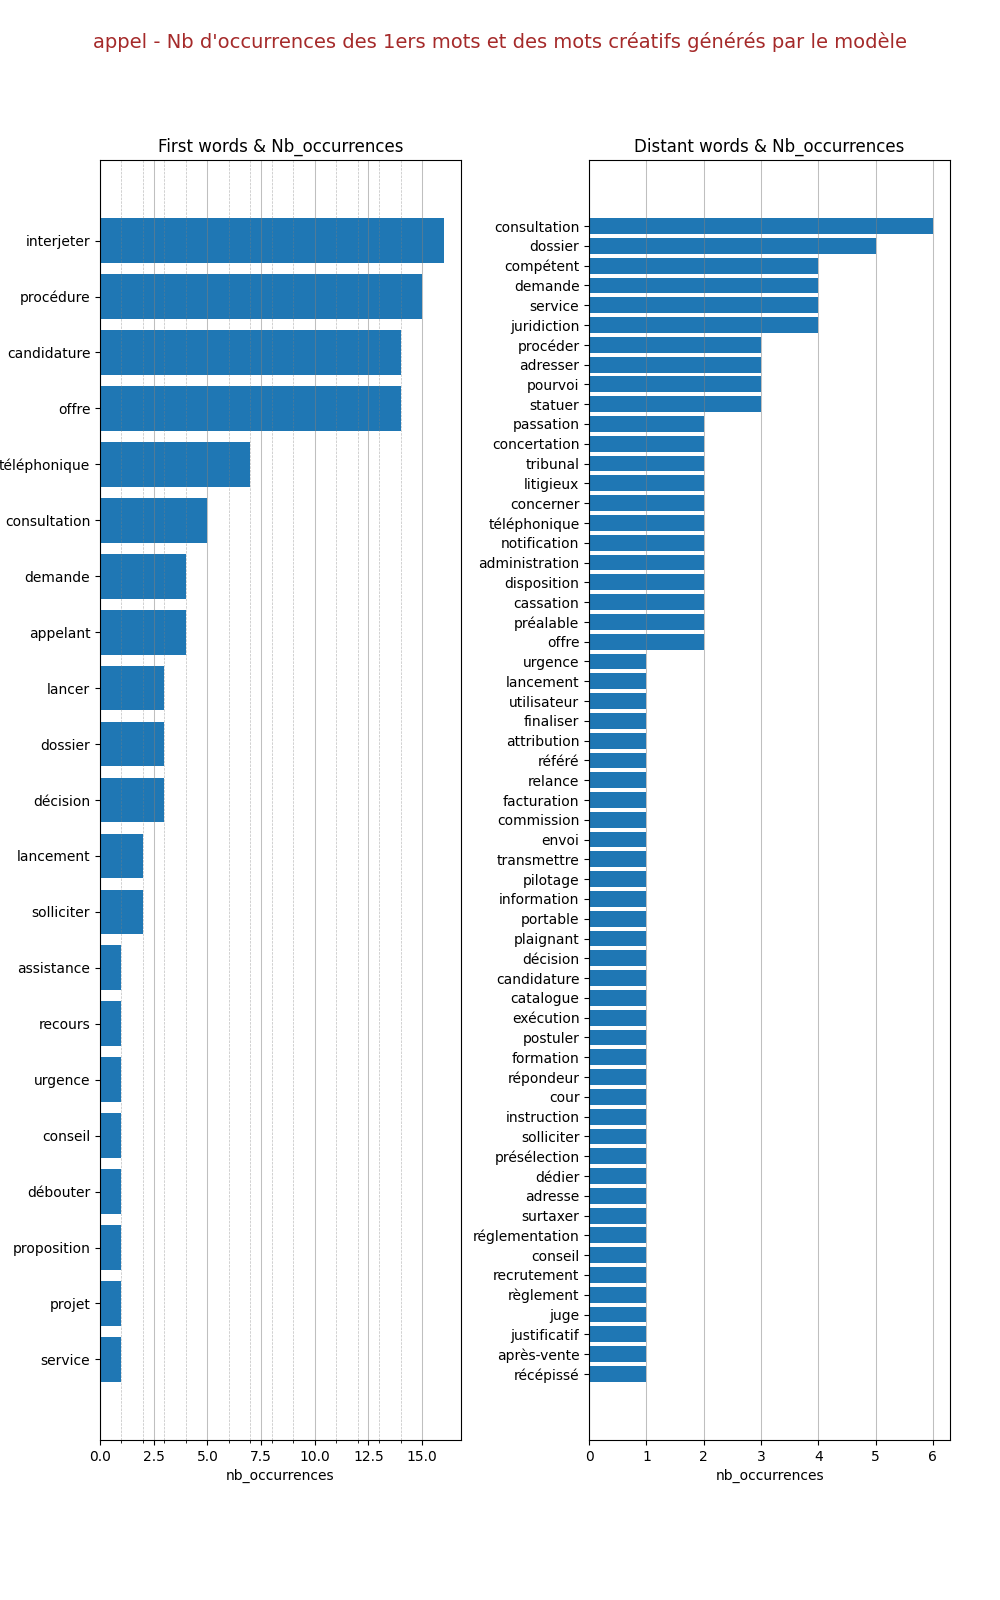 appel - Nb d'occurrences des 1ers mots et des mots créatifs générés par le modèle
First words & Nb_occurrences
interjeter
procédure
candidature
offre
téléphonique
consultation
demande
appelant
lancer
dossier
décision
lancement
solliciter
assistance
recours
urgence
conseil
débouter
proposition
projet
service
0.0 2.5 5.0 7.5 10.0 12.5 15.0
nb_occurrences
Distant words & Nb_occurrences
consultation
dossier
compétent
demande
service
juridiction
procéder
adresser
pourvoi
statuer
passation
concertation
tribunal
litigieux
concerner
téléphonique
notification
administration
disposition
cassation
préalable
offre
urgence
lancement
utilisateur
finaliser
attribution
référé
relance
facturation
commission
envoi
transmettre
pilotage
information
portable
plaignant
décision
candidature
catalogue
exécution
postuler
formation
répondeur
cour
instruction
solliciter
présélection
dédier
adresse
surtaxer
réglementation
conseil
recrutement
règlement
juge
justificatif
après-vente
récépissé
0 1 2 3 4 5 6
nb_occurrences